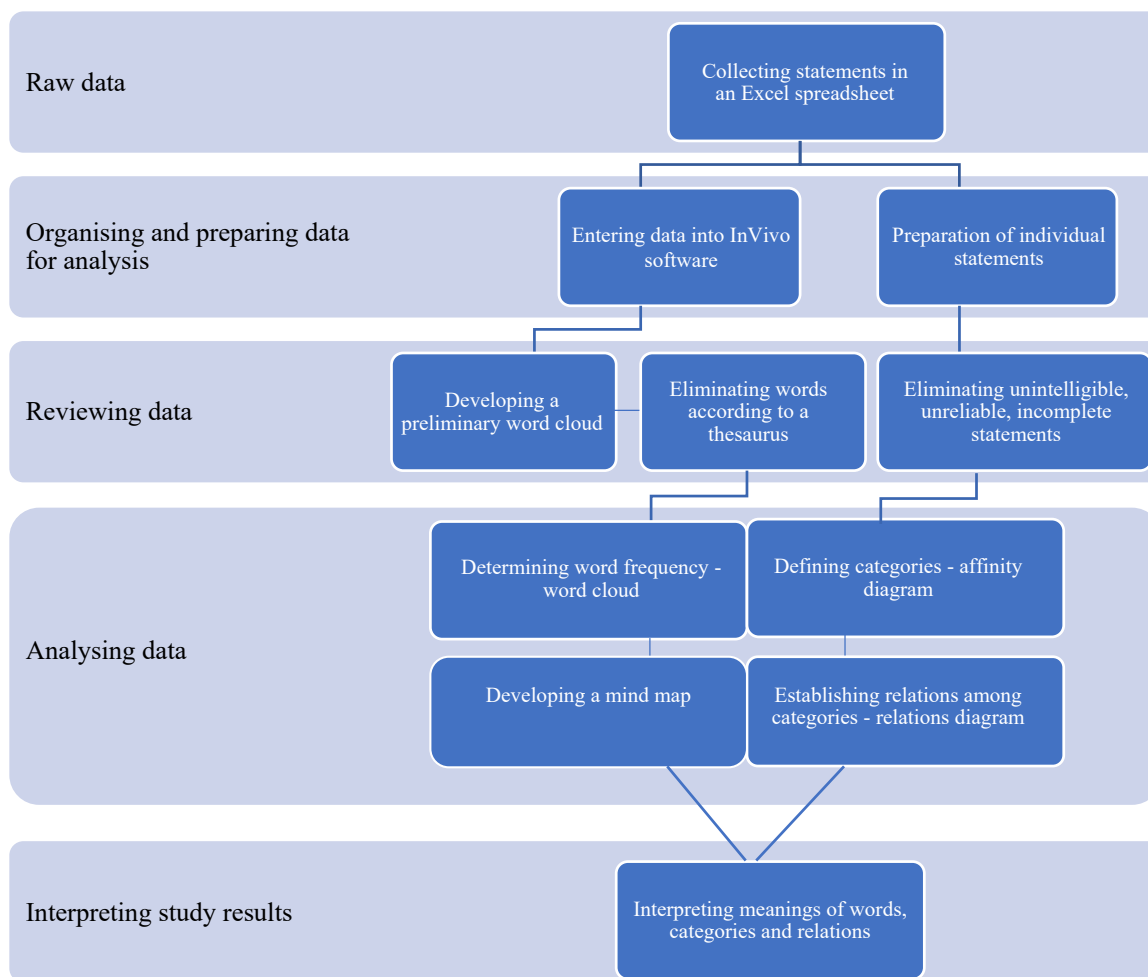 Raw data
Collecting statements in
an Excel spreadsheet
Organising and preparing data
for analysis
Entering data into InVivo
software
Preparation of individual
statements
Reviewing data
Developing a
preliminary word cloud
Eliminating words
according to a
thesaurus
Eliminating unintelligible,
unreliable, incomplete
statements
Analysing data
Determining word frequency -
word cloud
Defining categories - affinity
diagram
Developing a mind map
Establishing relations among
categories - relations diagram
Interpreting study results
Interpreting meanings of words,
categories and relations